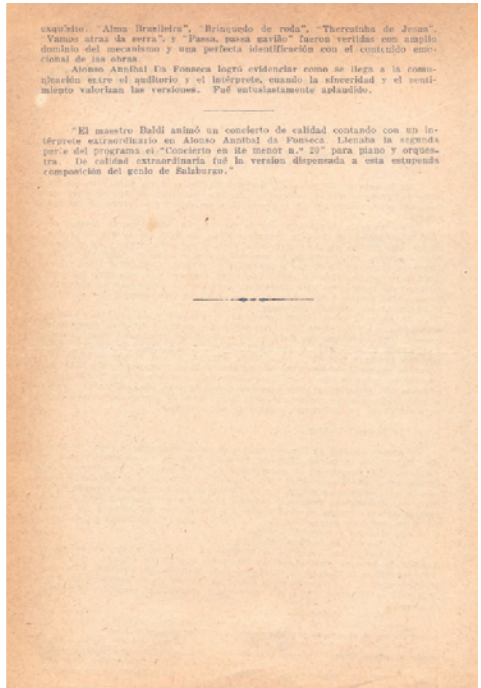 exquisito. "Alma Brasileira", "Brinquedo de roda", "Therezinha de Jesus",
"Vamos atraz da serra", y "Passa, passa gaviño" fueron vertidas con amplio
dominio del mecanismo y una perfecta identificación con el contenido emo-
cional de las obras.
Alonso Annibal Da Fonseca logró evidenciar como se llega a la comu-
nicación entre el auditorio y el intérprete, cuando la sinceridad y el senti-
miento valorizan las versiones. Fué entusiastamente aplaudido.
"El maestro Baldi animó un concierto de calidad contando con un in-
térprete extraordinario en Alonso Annibal da Fonseca. Llenaba la segunda
parte del programa el "Concierto en Re menor n.º 20" para piano y orques-
tra. De calidad extraordinaria fué la version dispensada a esta estupenda
composición del genio de Salzburgo."